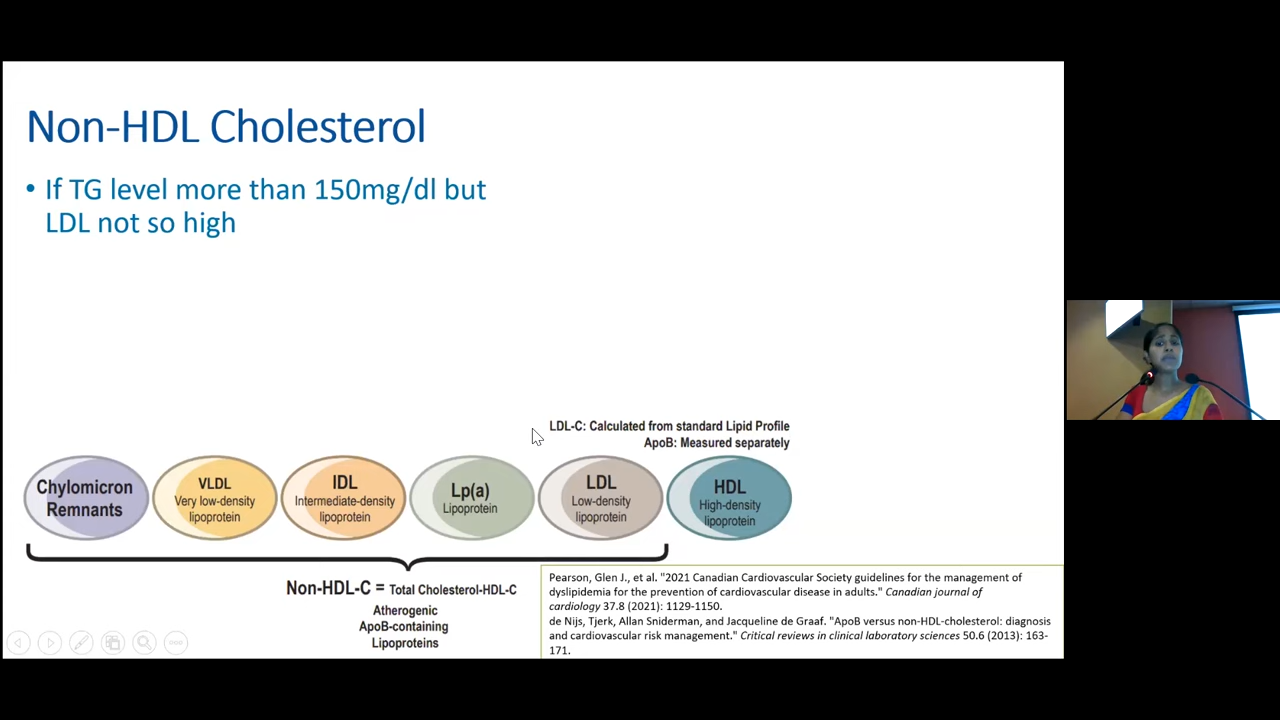 Non-HDL Cholesterol
• If TG level more than 150mg/dl but
LDL not so high
LDL-C: Calculated from standard Lipid Profile
ApoB: Measured separately
Chylomicron
Remnants
VLDL
Very low-density
lipoprotein
IDL
Intermediate-density
lipoprotein
Lp(a)
Lipoprotein
LDL
Low-density
lipoprotein
HDL
High-density
lipoprotein
Non-HDL-C = Total Cholesterol-HDL-C
Atherogenic
ApoB-containing
Lipoproteins
Pearson, Glen J., et al. "2021 Canadian Cardiovascular Society guidelines for the management of
dyslipidemia for the prevention of cardiovascular disease in adults." Canadian journal of
cardiology 37.8 (2021): 1129-1150.
de Nijs, Tjerk, Allan Sniderman, and Jacqueline de Graaf. "ApoB versus non-HDL-cholesterol: diagnosis
and cardiovascular risk management." Critical reviews in clinical laboratory sciences 50.6 (2013): 163-
171.